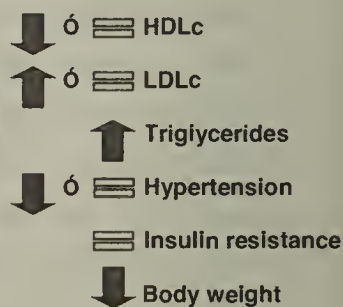 Ó HDLc
Ó LDLc
Trigiycerides
Ó Hypertension
Insulin resistance
Body weight